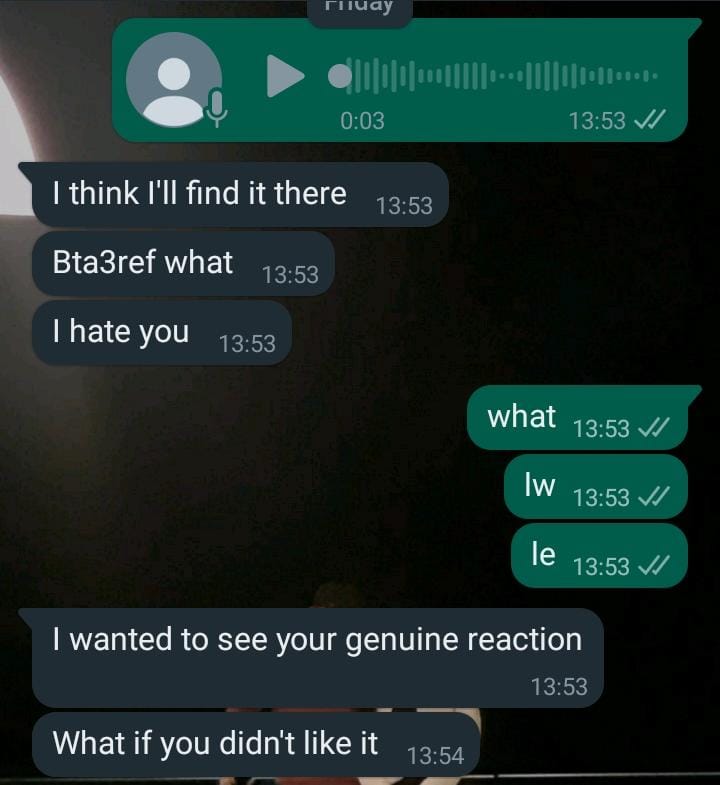 Friday
0:03 13:53
I think I'll find it there 13:53
Bta3ref what 13:53
I hate you 13:53
what 13:53
lw 13:53
le 13:53
I wanted to see your genuine reaction
13:53
What if you didn't like it 13:54